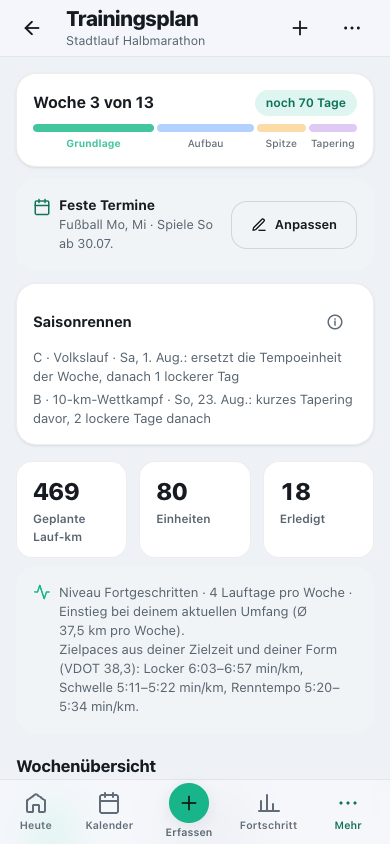 Trainingsplan
Stadtlauf Halbmarathon
Woche 3 von 13
noch 70 Tage
Grundlage
Aufbau
Spitze
Tapering
Feste Termine
Fußball Mo, Mi · Spiele So
ab 30.07.
Anpassen
Saisonrennen
C · Volkslauf · Sa, 1. Aug.: ersetzt die Tempoeinheit
der Woche, danach 1 lockerer Tag
B · 10-km-Wettkampf · So, 23. Aug.: kurzes Tapering
davor, 2 lockere Tage danach
469
Geplante
Lauf-km
80
Einheiten
18
Erledigt
Niveau Fortgeschritten · 4 Lauftage pro Woche ·
Einstieg bei deinem aktuellen Umfang (Ø
37,5 km pro Woche).
Zielpaces aus deiner Zielzeit und deiner Form
(VDOT 38,3): Locker 6:03–6:57 min/km,
Schwelle 5:11–5:22 min/km, Renntempo 5:20–
5:34 min/km.
Wochenübersicht
Heute
Kalender
Erfassen
Fortschritt
Mehr